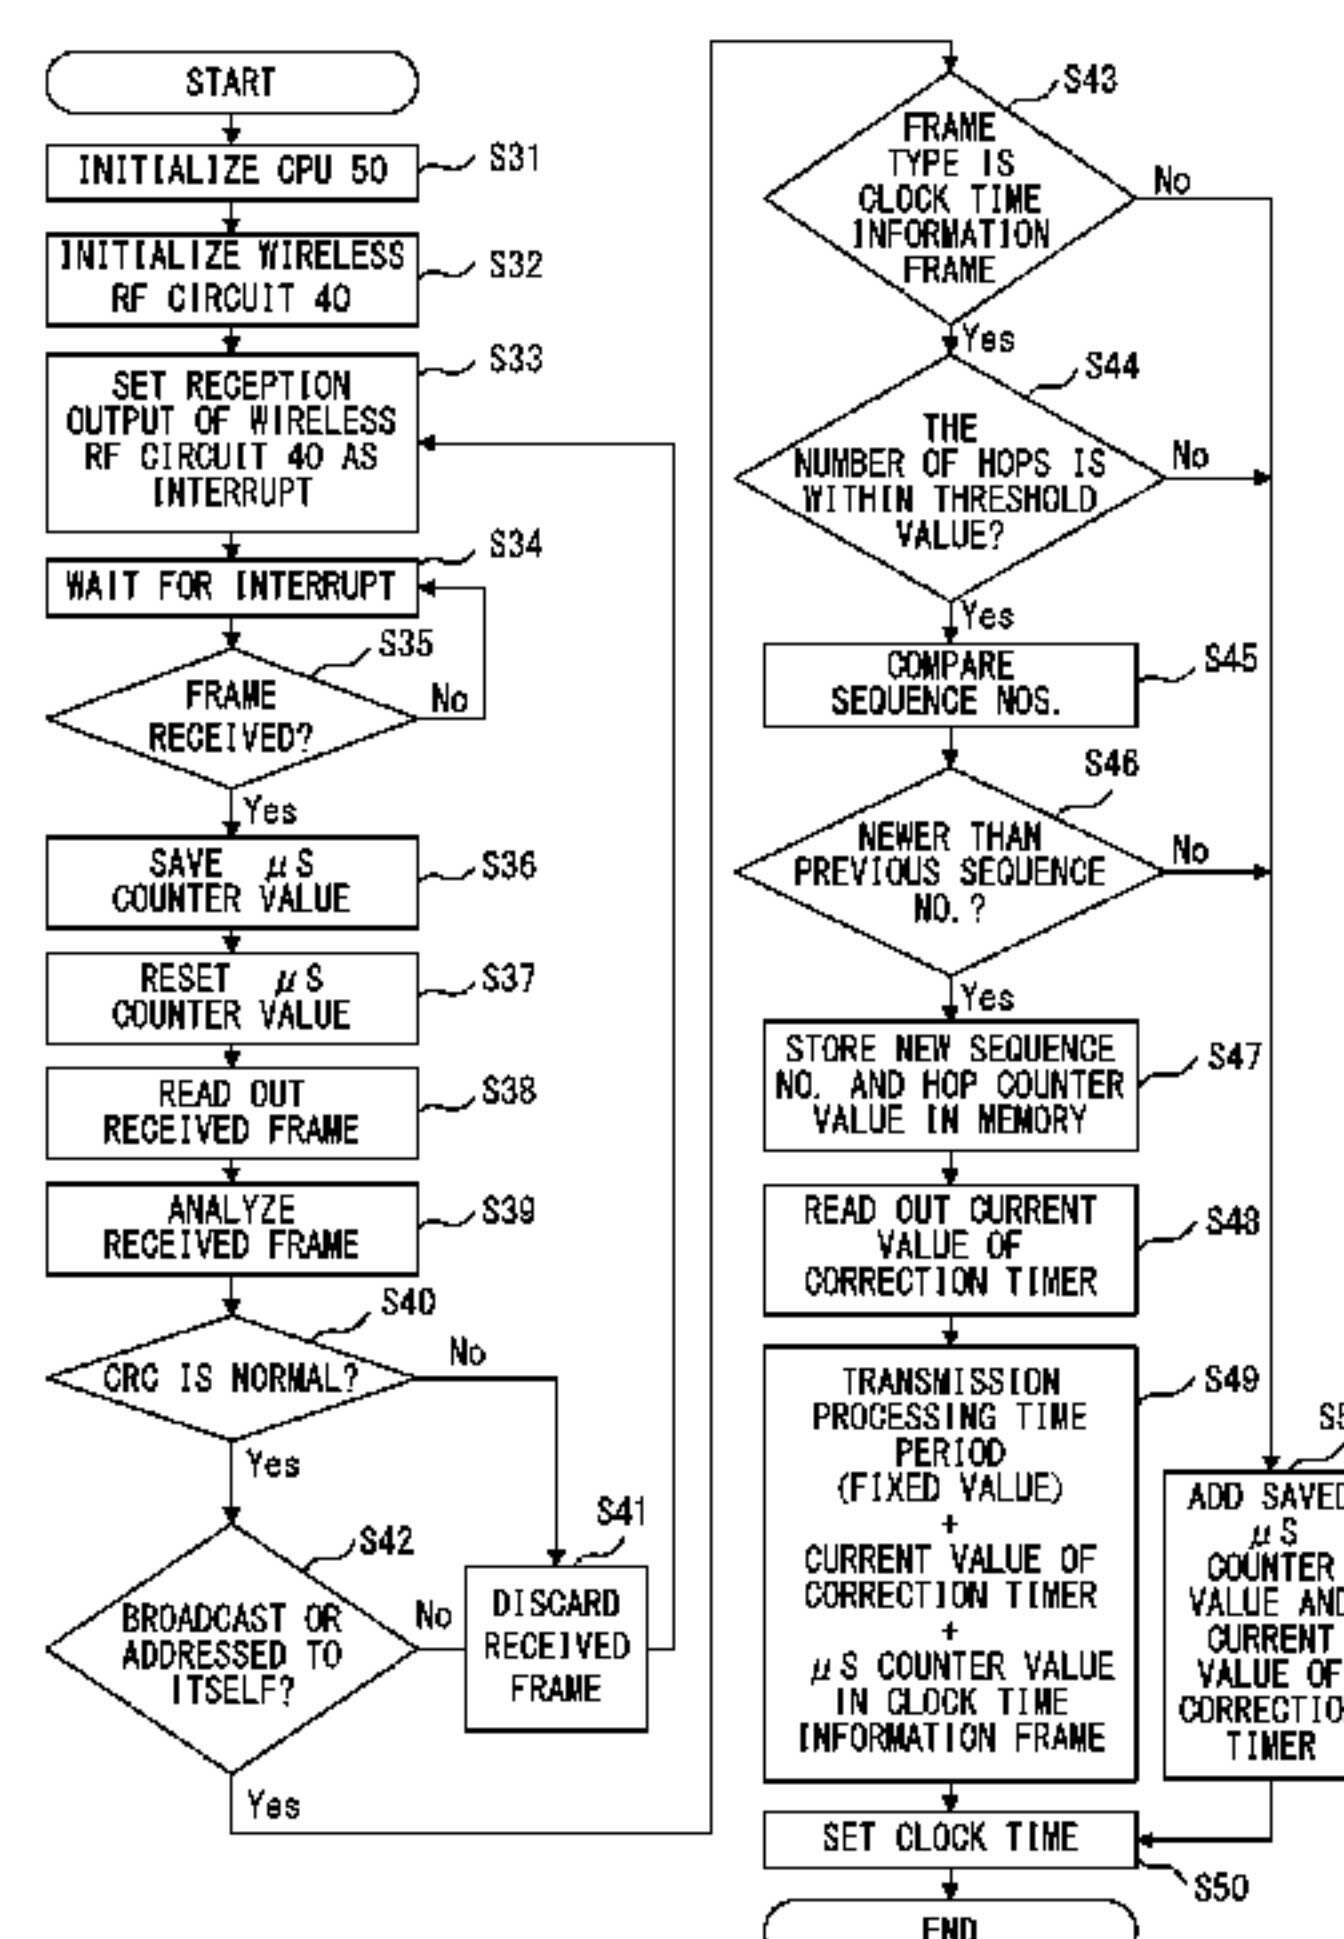 START
INITIALIZE CPU 50
S31
INITIALIZE WIRELESS
RF CIRCUIT 40
S32
SET RECEPTION
OUTPUT OF WIRELESS
RF CIRCUIT 40 AS
INTERRUPT
S33
WAIT FOR INTERRUPT
S34
FRAME
RECEIVED?
S35
No
Yes
SAVE μS
COUNTER VALUE
S36
RESET μS
COUNTER VALUE
S37
READ OUT
RECEIVED FRAME
S38
ANALYZE
RECEIVED FRAME
S39
CRC IS NORMAL?
S40
No
Yes
S41
DISCARD
RECEIVED
FRAME
BROADCAST OR
ADDRESSED TO
ITSELF?
S42
No
Yes
FRAME
TYPE IS
CLOCK TIME
INFORMATION
FRAME
S43
No
Yes
THE
NUMBER OF HOPS IS
WITHIN THRESHOLD
VALUE?
S44
No
Yes
COMPARE
SEQUENCE NOS.
S45
NEWER THAN
PREVIOUS SEQUENCE
NO.?
S46
No
Yes
STORE NEW SEQUENCE
NO. AND HOP COUNTER
VALUE IN MEMORY
S47
READ OUT CURRENT
VALUE OF
CORRECTION TIMER
S48
TRANSMISSION
PROCESSING TIME
PERIOD
(FIXED VALUE)
+
CURRENT VALUE OF
CORRECTION TIMER
+
μS COUNTER VALUE
IN CLOCK TIME
INFORMATION FRAME
S49
ADD SAVED
μS
COUNTER
VALUE AND
CURRENT
VALUE OF
TIMER
SET CLOCK TIME
S50
END